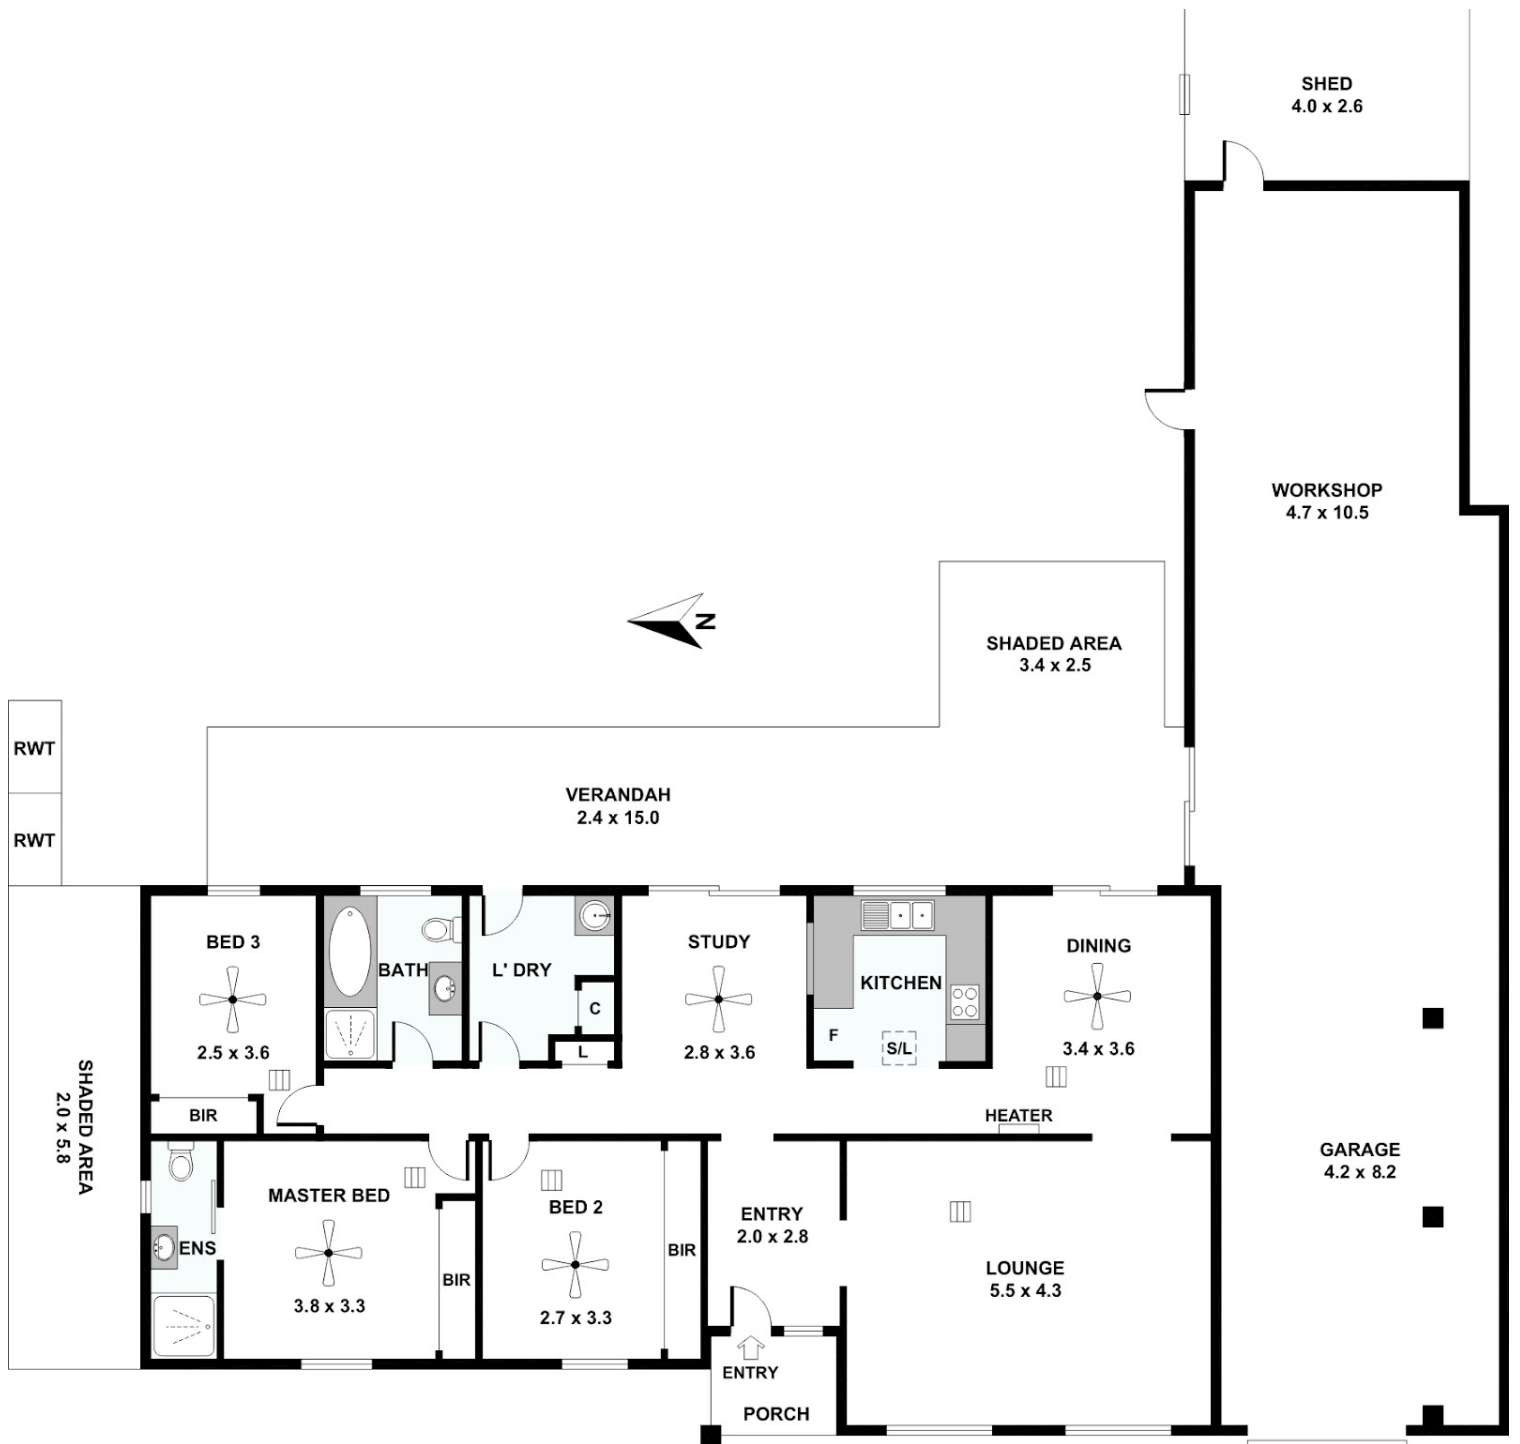 SHED
4.0 x 2.6
WORKSHOP
4.7 x 10.5
N
SHADED AREA
3.4 x 2.5
RWT
RWT
VERANDAH
2.4 x 15.0
BED 3
2.5 x 3.6
BIR
BATH
L' DRY
C
L
STUDY
2.8 x 3.6
KITCHEN
F
S/L
DINING
3.4 x 3.6
HEATER
SHADED AREA
2.0 x 5.8
GARAGE
4.2 x 8.2
ENS
MASTER BED
3.8 x 3.3
BIR
BED 2
2.7 x 3.3
BIR
ENTRY
2.0 x 2.8
LOUNGE
5.5 x 4.3
ENTRY
PORCH